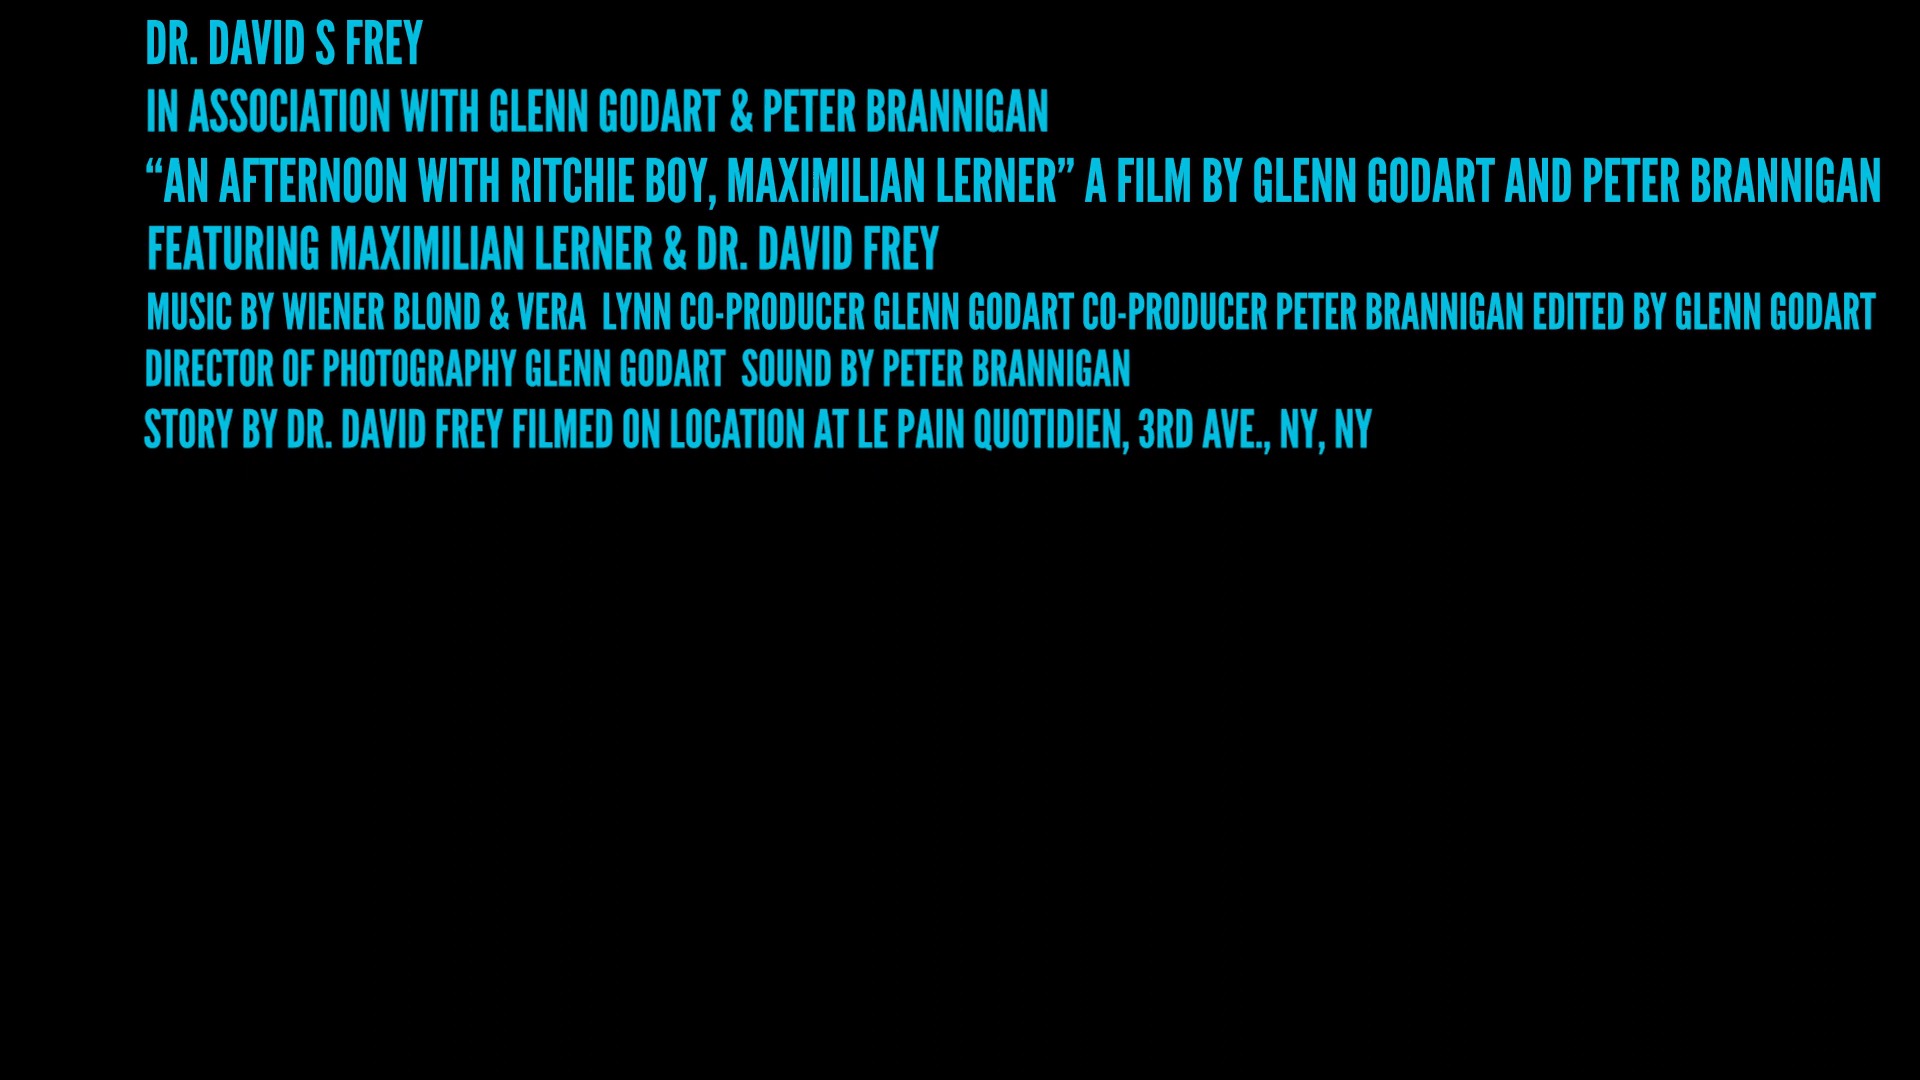 DR. DAVID S FREY
IN ASSOCIATION WITH GLENN GODART & PETER BRANNIGAN
“AN AFTERNOON WITH RITCHIE BOY, MAXIMILIAN LERNER” A FILM BY GLENN GODART AND PETER BRANNIGAN
FEATURING MAXIMILIAN LERNER & DR. DAVID FREY
MUSIC BY WIENER BLOND & VERA  LYNN CO-PRODUCER GLENN GODART CO-PRODUCER PETER BRANNIGAN EDITED BY GLENN GODART
DIRECTOR OF PHOTOGRAPHY GLENN GODART  SOUND BY PETER BRANNIGAN
STORY BY DR. DAVID FREY FILMED ON LOCATION AT LE PAIN QUOTIDIEN, 3RD AVE., NY, NY